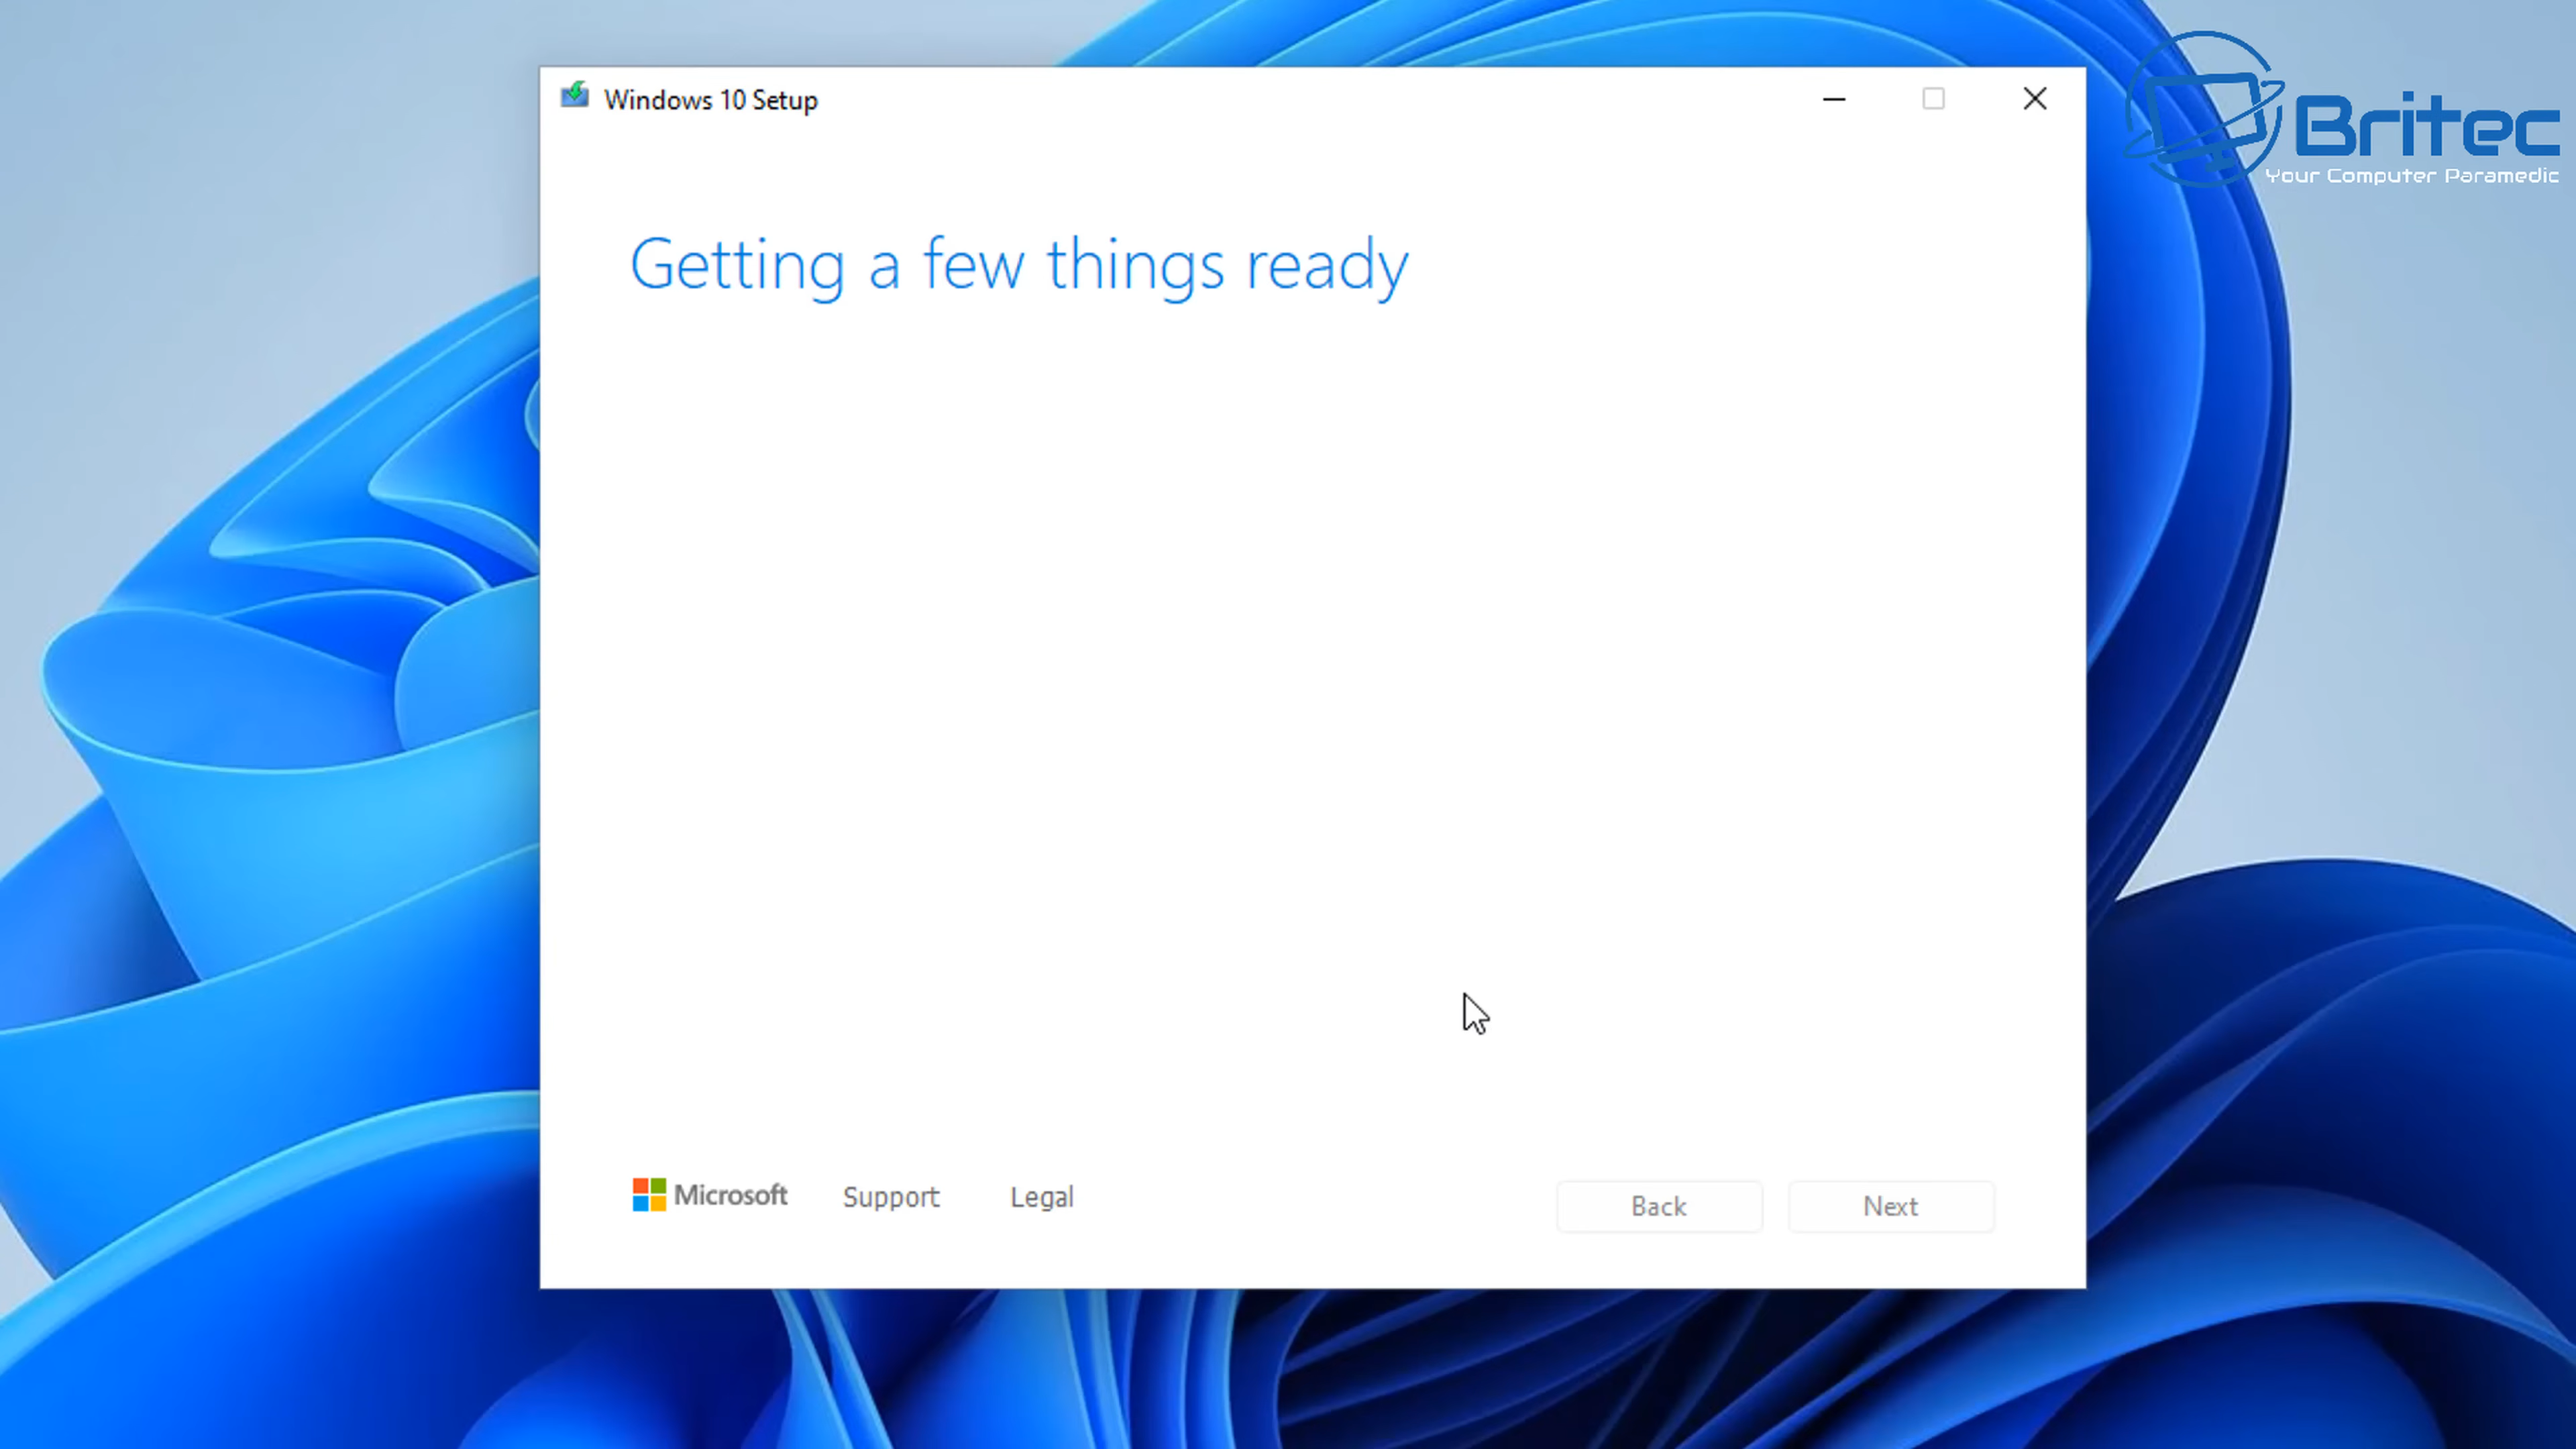 Windows 10 Setup
Britec
Your Computer Paramedic
Getting a few things ready
Microsoft
Support
Legal
Back
Next